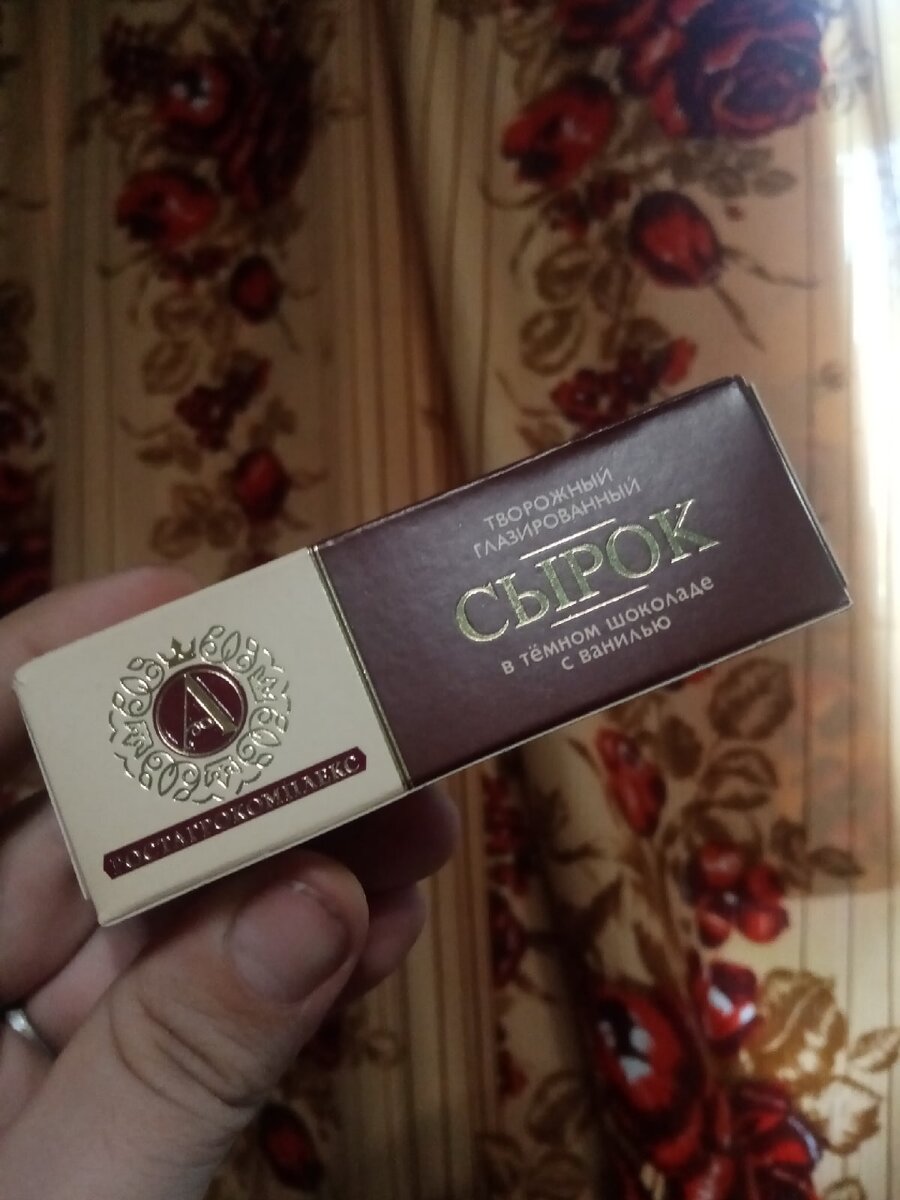 РОСТАГРОКОМПЛЕКС
ТВОРОЖНЫЙ
ГЛАЗИРОВАННЫЙ
СЫРОК
в тёмном шоколаде
с ванилью